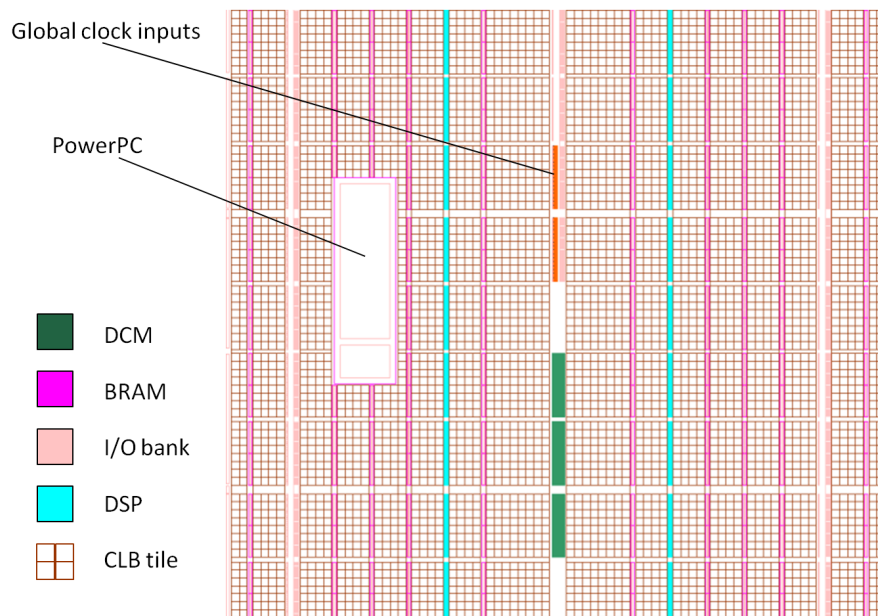 Global clock inputs
PowerPC
DCM
BRAM
I/O bank
DSP
CLB tile